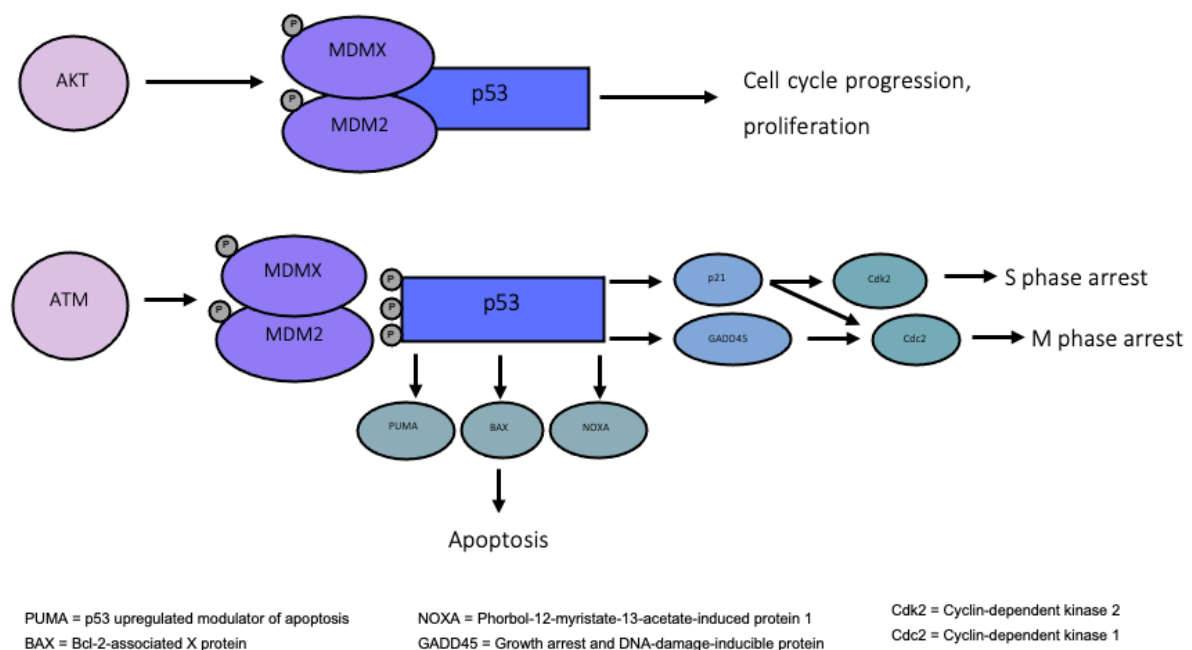 P
MDMX
AKT
p53
P
MDM2
Cell cycle progression,
proliferation
P
MDMX
ATM
P
MDM2
P
P
P
p53
p21
Cdk2
S phase arrest
GADD45
Cdc2
M phase arrest
PUMA
BAX
NOXA
Apoptosis
PUMA = p53 upregulated modulator of apoptosis
BAX = Bcl-2-associated X protein
NOXA = Phorbol-12-myristate-13-acetate-induced protein 1
GADD45 = Growth arrest and DNA-damage-inducible protein
Cdk2 = Cyclin-dependent kinase 2
Cdc2 = Cyclin-dependent kinase 1